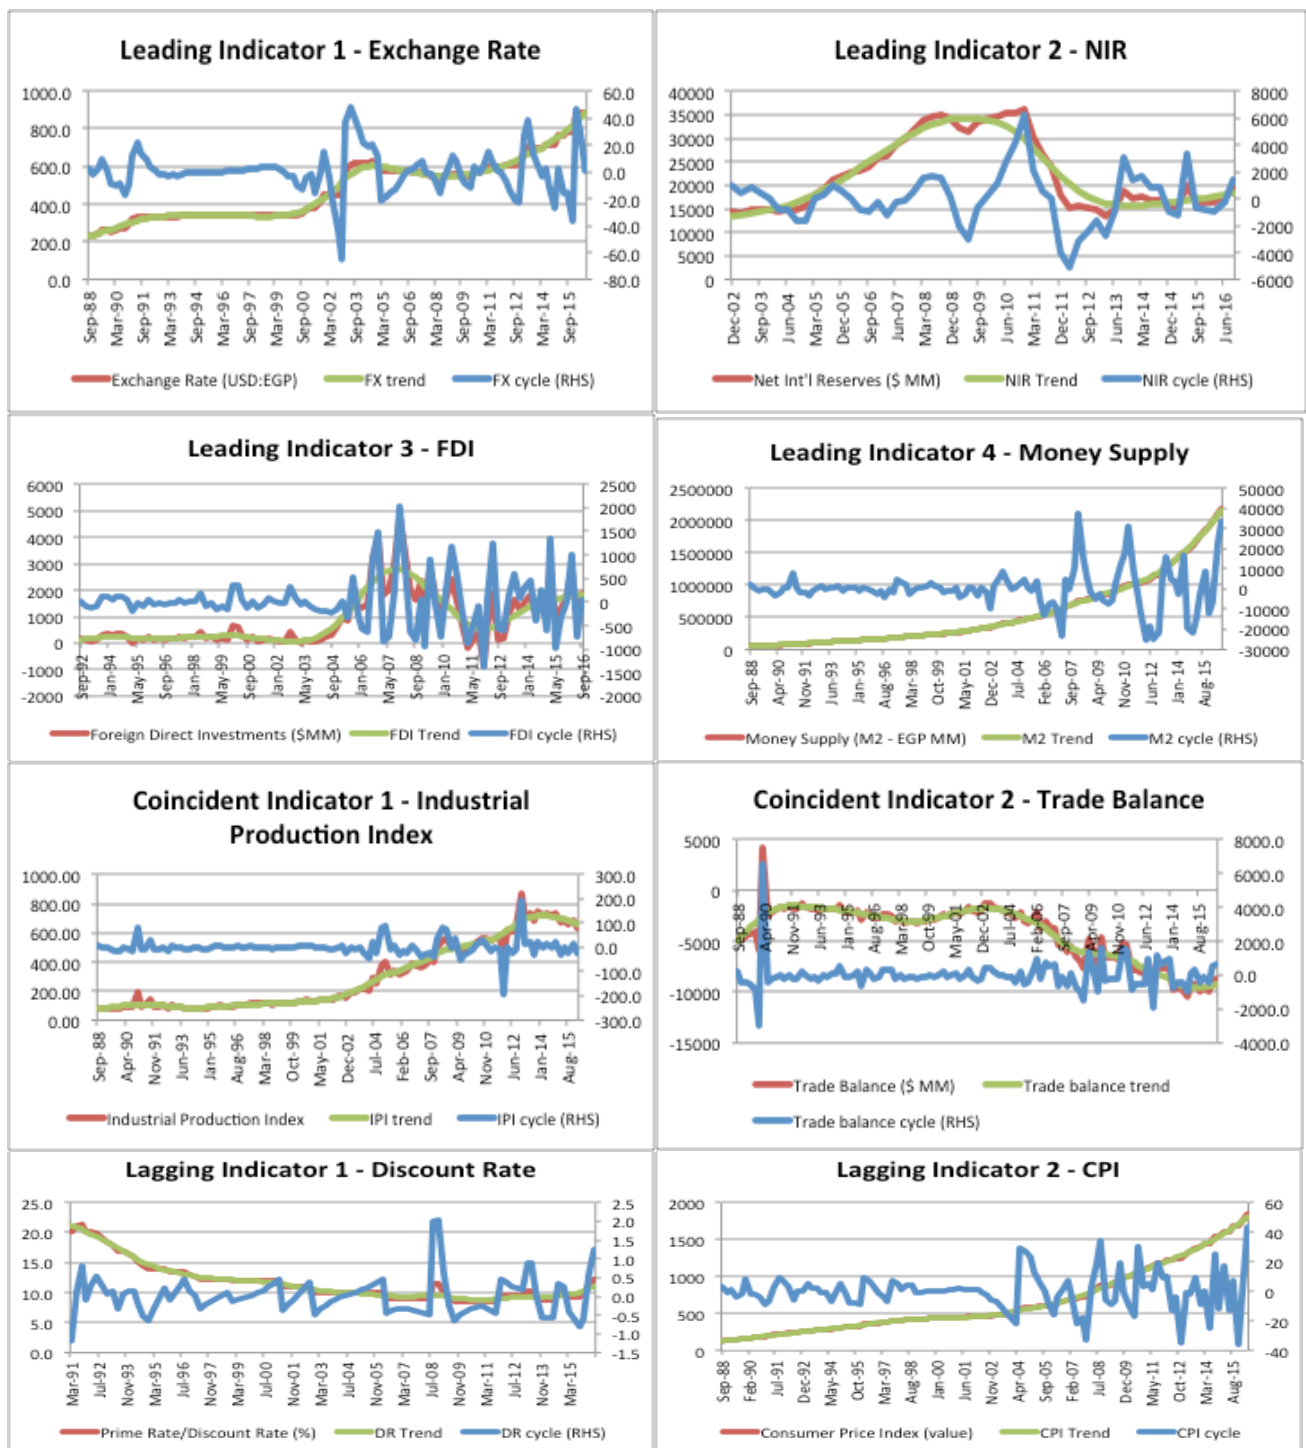 Leading Indicator 1 - Exchange Rate
1000.0
800.0
600.0
400.0
200.0
0.0
60.0
40.0
20.0
0.0
-20.0
-40.0
-60.0
-80.0
Sep-88
Mar-90
Sep-91
Mar-93
Sep-94
Mar-96
Sep-97
Mar-99
Sep-00
Mar-02
Sep-03
Mar-05
Sep-06
Mar-08
Sep-09
Mar-11
Sep-12
Mar-14
Sep-15
Exchange Rate (USD:EGP) FX trend FX cycle (RHS)
Leading Indicator 2 - NIR
40000
35000
30000
25000
20000
15000
10000
5000
0
8000
6000
4000
2000
0
-2000
-4000
-6000
Dec-02
Sep-03
Jun-04
Mar-05
Dec-05
Sep-06
Jun-07
Mar-08
Dec-08
Sep-09
Jun-10
Mar-11
Dec-11
Sep-12
Jun-13
Mar-14
Dec-14
Sep-15
Jun-16
Net Int'l Reserves ($ MM) NIR Trend NIR cycle (RHS)
Leading Indicator 3 - FDI
6000
5000
4000
3000
2000
1000
0
-1000
-2000
2500
2000
1500
1000
500
0
-500
-1000
-1500
-2000
Sep-92
Jan-94
May-95
Sep-96
Jan-98
May-99
Sep-00
Jan-02
May-03
Sep-04
Jan-06
May-07
Sep-08
Jan-10
May-11
Sep-12
Jan-14
May-15
Sep-16
Foreign Direct Investments ($MM) FDI Trend FDI cycle (RHS)
Leading Indicator 4 - Money Supply
2500000
2000000
1500000
1000000
500000
0
50000
40000
30000
20000
10000
0
-10000
-20000
-30000
Sep-88
Apr-90
Nov-91
Jun-93
Jan-95
Aug-96
Mar-98
Oct-99
May-01
Dec-02
Jul-04
Feb-06
Sep-07
Apr-09
Nov-10
Jun-12
Jan-14
Aug-15
Money Supply (M2 - EGP MM) M2 Trend M2 cycle (RHS)
Coincident Indicator 1 - Industrial
Production Index
1000.00
800.00
600.00
400.00
200.00
0.00
300.0
200.0
100.0
0.0
-100.0
-200.0
-300.0
Sep-88
Apr-90
Nov-91
Jun-93
Jan-95
Aug-96
Mar-98
Oct-99
May-01
Dec-02
Jul-04
Feb-06
Sep-07
Apr-09
Nov-10
Jun-12
Jan-14
Aug-15
Industrial Production Index IPI trend IPI cycle (RHS)
Coincident Indicator 2 - Trade Balance
5000
0
-5000
-10000
-15000
8000.0
6000.0
4000.0
2000.0
0.0
-2000.0
-4000.0
Sep-88
Apr-90
Nov-91
Jun-93
Jan-95
Aug-96
Mar-98
Oct-99
May-01
Dec-02
Jul-04
Feb-06
Sep-07
Apr-09
Nov-10
Jun-12
Jan-14
Aug-15
Trade Balance ($ MM) Trade balance trend
Trade balance cycle (RHS)
Lagging Indicator 1 - Discount Rate
25.0
20.0
15.0
10.0
5.0
0.0
2.5
2.0
1.5
1.0
0.5
0.0
-0.5
-1.0
-1.5
Mar-91
Jul-92
Nov-93
Mar-95
Jul-96
Nov-97
Mar-99
Jul-00
Nov-01
Mar-03
Jul-04
Nov-05
Mar-07
Jul-08
Nov-09
Mar-11
Jul-12
Nov-13
Mar-15
Prime Rate/Discount Rate (%) DR Trend DR cycle (RHS)
Lagging Indicator 2 - CPI
2000
1500
1000
500
0
60
40
20
0
-20
-40
Sep-88
Feb-90
Jul-91
Dec-92
May-94
Oct-95
Mar-97
Aug-98
Jan-00
Jun-01
Nov-02
Apr-04
Sep-05
Feb-07
Jul-08
Dec-09
May-11
Oct-12
Mar-14
Aug-15
Consumer Price Index (value) CPI Trend CPI cycle